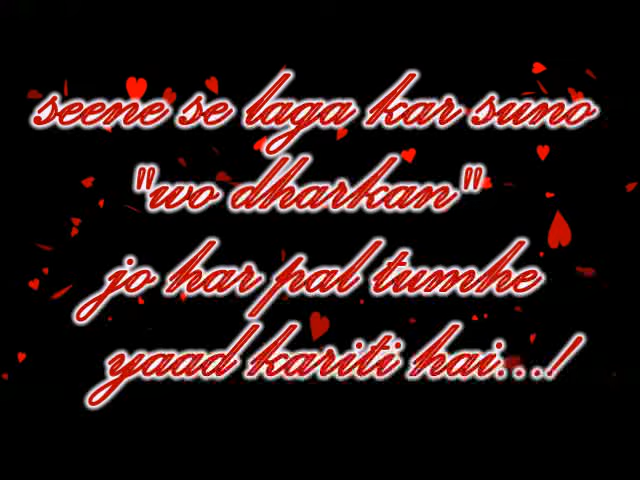 seene se laga kar suno
"wo dharkan"
jo har pal tumhe
yaad kariti hai...!